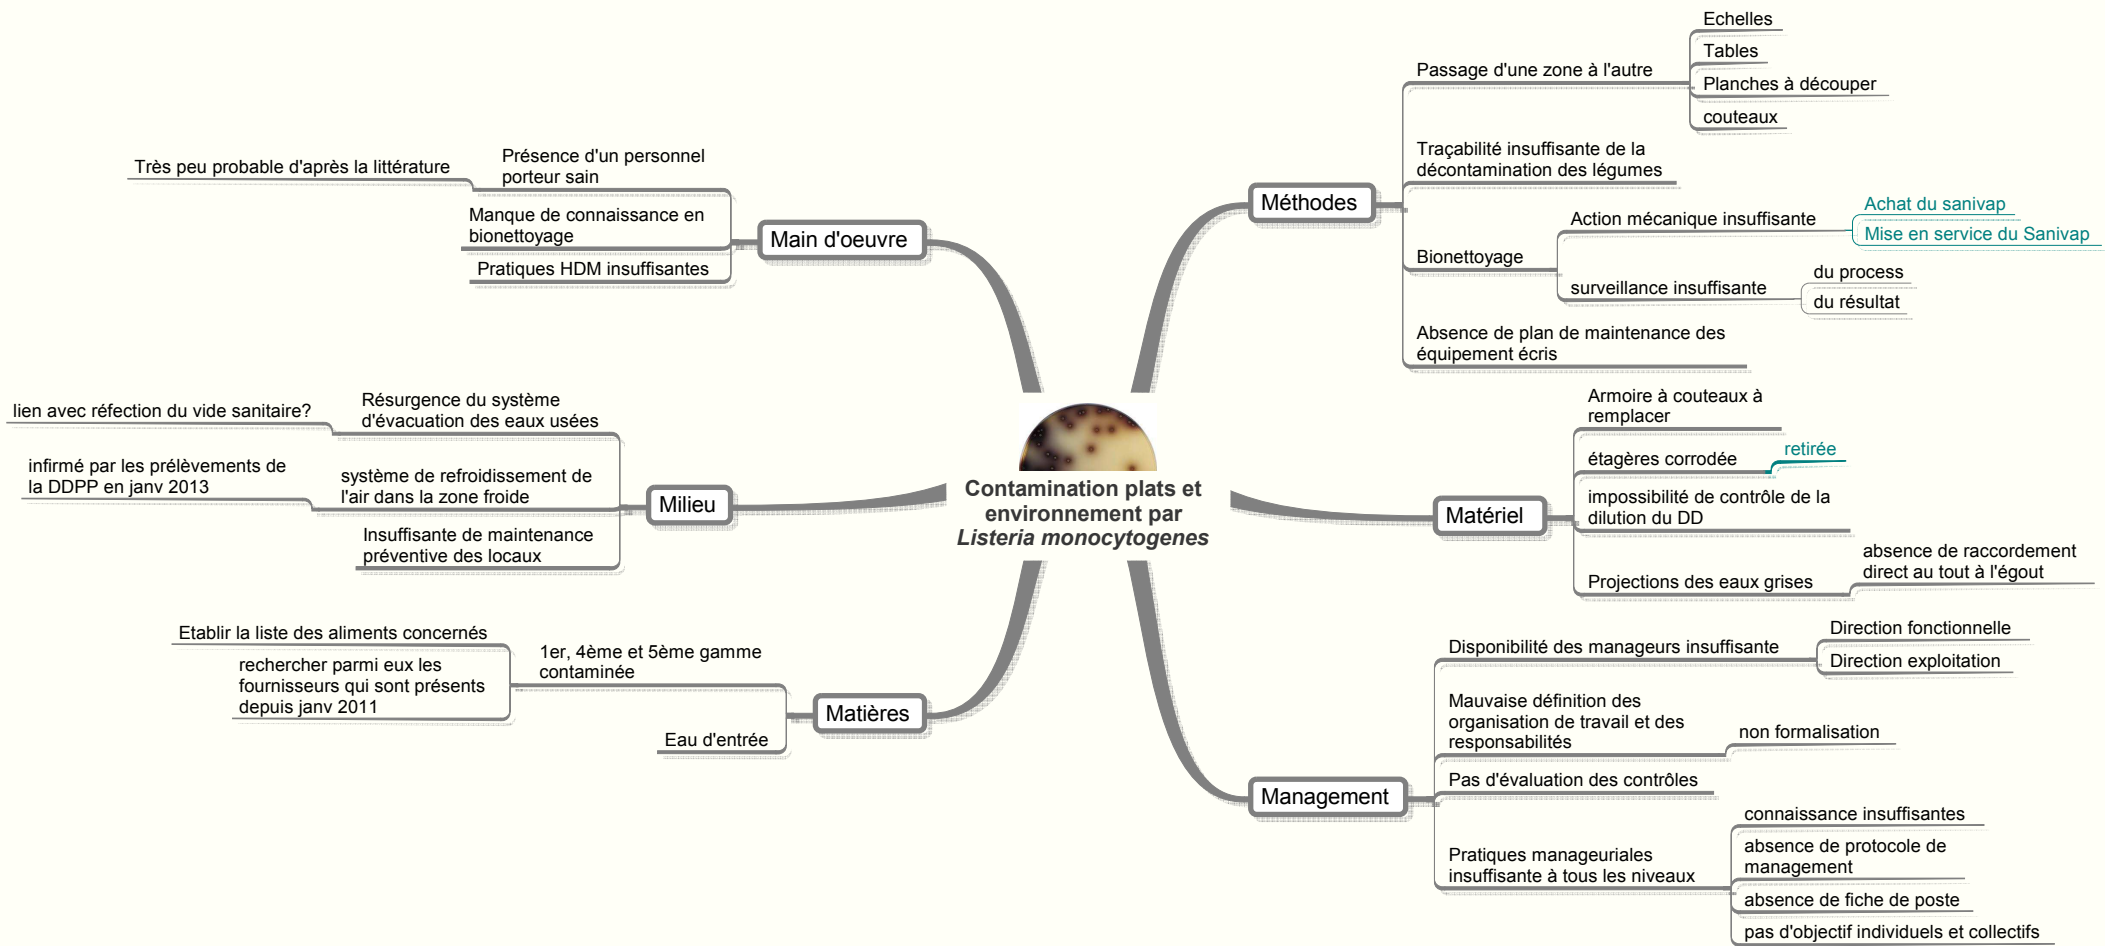 Contamination plats et
environnement par
Listeria monocytogenes
Main d'oeuvre
Présence d'un personnel
porteur sain
Très peu probable d'après la littérature
Manque de connaissance en
bionettoyage
Pratiques HDM insuffisantes
Milieu
Résurgence du système
d'évacuation des eaux usées
lien avec réfection du vide sanitaire?
système de refroidissement de
l'air dans la zone froide
infirmé par les prélèvements de
la DDPP en janv 2013
Insuffisante de maintenance
préventive des locaux
Matières
1er, 4ème et 5ème gamme
contaminée
Etablir la liste des aliments concernés
rechercher parmi eux les
fournisseurs qui sont présents
depuis janv 2011
Eau d'entrée
Méthodes
Passage d'une zone à l'autre
Echelles
Tables
Planches à découper
couteaux
Traçabilité insuffisante de la
décontamination des légumes
Bionettoyage
Action mécanique insuffisante
Achat du sanivap
Mise en service du Sanivap
surveillance insuffisante
du process
du résultat
Absence de plan de maintenance des
équipement écris
Matériel
Armoire à couteaux à
remplacer
étagères corrodée
retirée
impossibilité de contrôle de la
dilution du DD
Projections des eaux grises
absence de raccordement
direct au tout à l'égout
Management
Disponibilité des manageurs insuffisante
Direction fonctionnelle
Direction exploitation
Mauvaise définition des
organisation de travail et des
responsabilités
non formalisation
Pas d'évaluation des contrôles
Pratiques manageuriales
insuffisante à tous les niveaux
connaissance insuffisantes
absence de protocole de
management
absence de fiche de poste
pas d'objectif individuels et collectifs